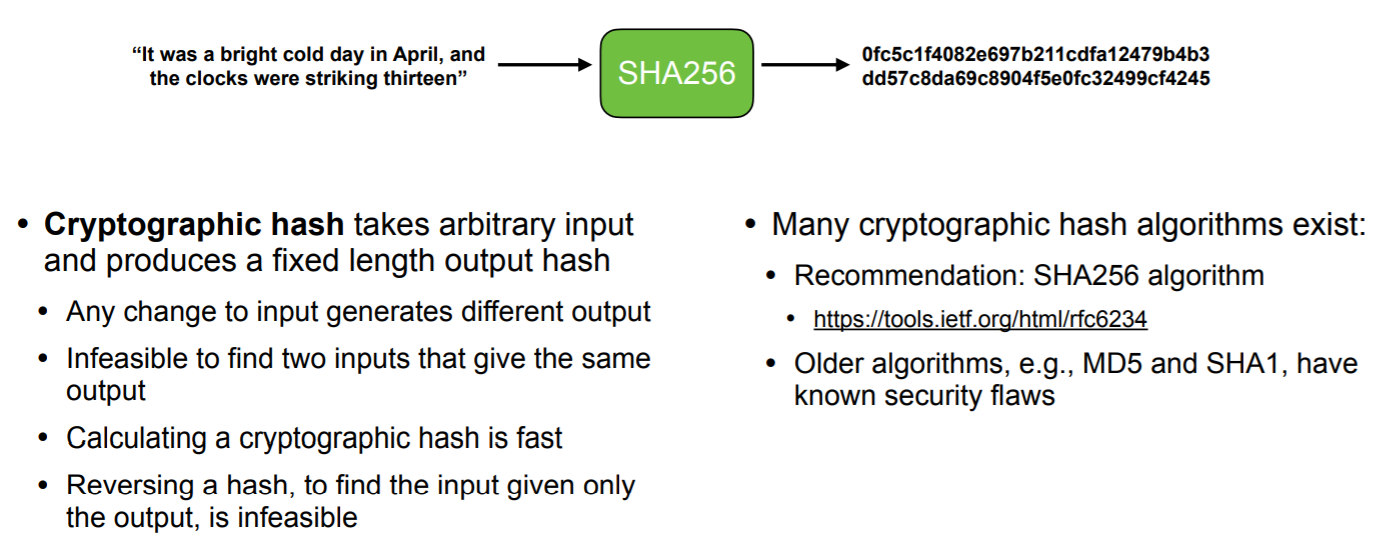 “It was a bright cold day in April, and
the clocks were striking thirteen”
SHA256
0fc5c1f4082e697b211cdfa12479b4b3
dd57c8da69c8904f5e0fc32499cf4245
• Cryptographic hash takes arbitrary input
and produces a fixed length output hash
• Any change to input generates different output
• Infeasible to find two inputs that give the same
output
• Calculating a cryptographic hash is fast
• Reversing a hash, to find the input given only
the output, is infeasible
• Many cryptographic hash algorithms exist:
• Recommendation: SHA256 algorithm
• https://tools.ietf.org/html/rfc6234
• Older algorithms, e.g., MD5 and SHA1, have
known security flaws